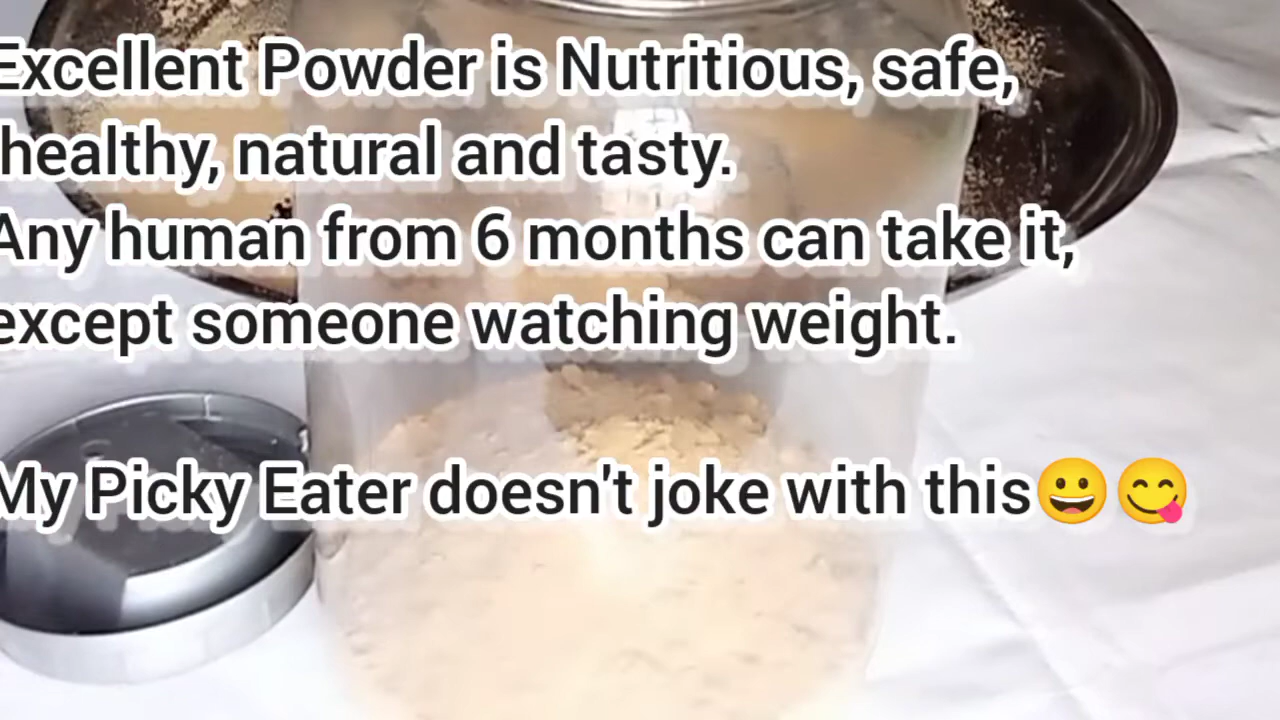 Excellent Powder is Nutritious, safe,
healthy, natural and tasty.
Any human from 6 months can take it,
except someone watching weight.
My Picky Eater doesn't joke with this😀😋